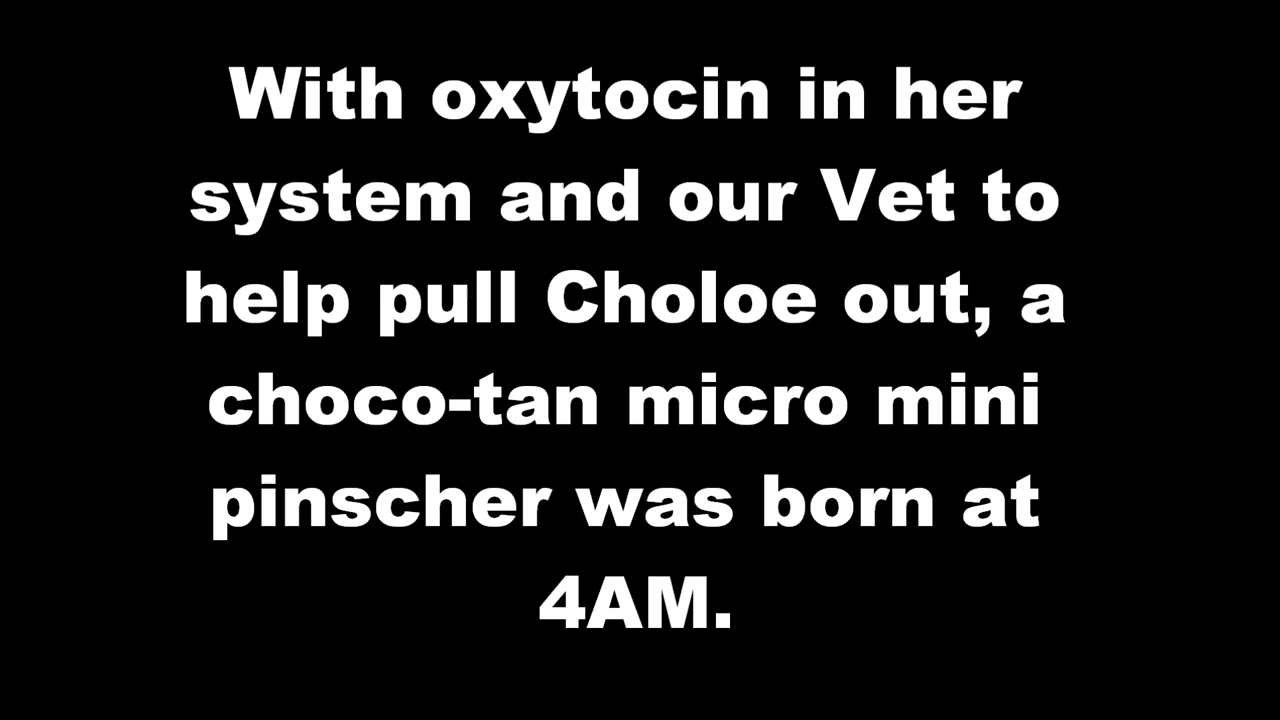 With oxytocin in her
system and our Vet to
help pull Choloe out, a
choco-tan micro mini
pinscher was born at
4AM.